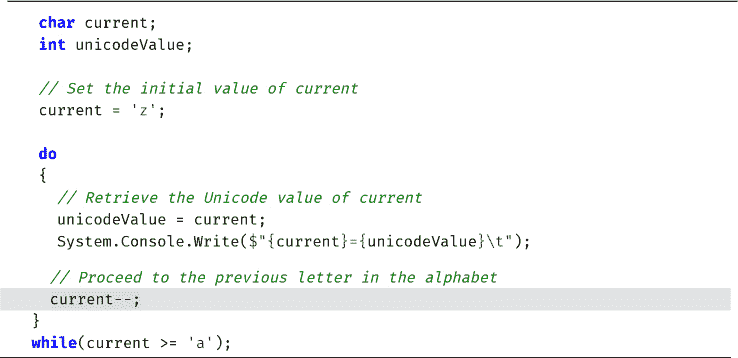 char current;
int unicodeValue;
// Set the initial value of current
current = 'z';
do
{
// Retrieve the Unicode value of current
unicodeValue = current;
System.Console.Write($"{current}={unicodeValue}\t");
// Proceed to the previous letter in the alphabet
current--;
}
while(current >= 'a');